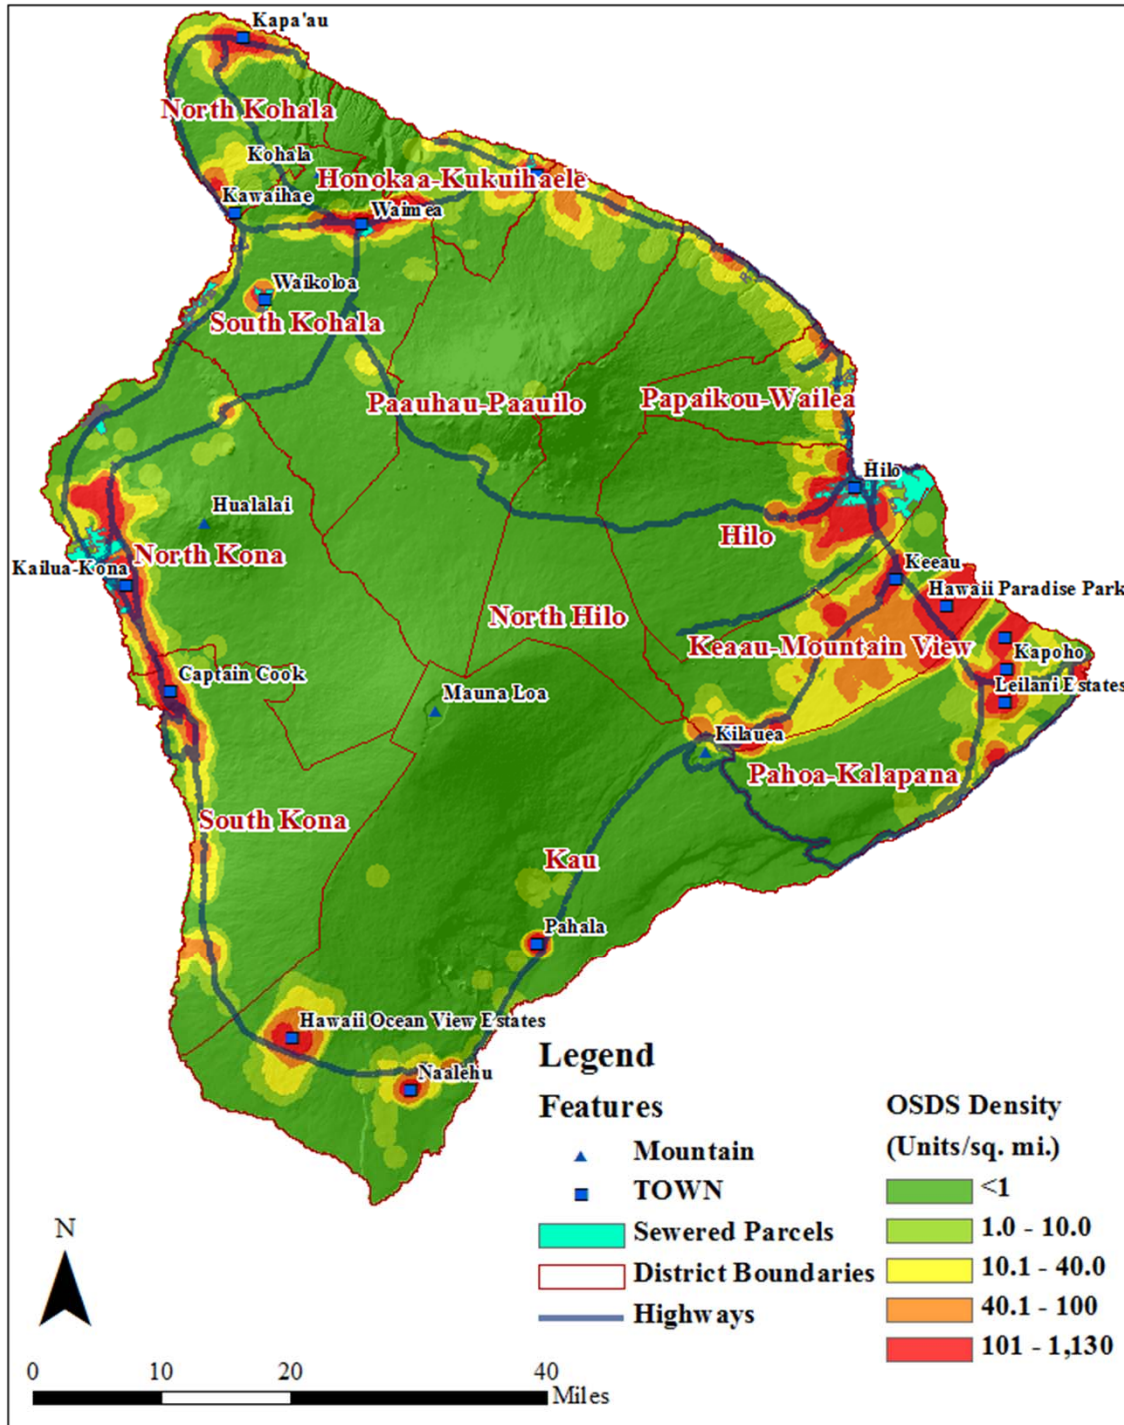 Kapa'au
North Kohala
Kohala
Honokaa-Kukuihaele
Kawaihae
Waimea
Waikoloa
South Kohala
Paauhau-Paauilo
Papaikou-Wailea
Hilo
Hualalai
Hilo
North Kona
Kailua-Kona
Keeau
Hawaii Paradise Park
North Hilo
Keaau-Mountain View
Kapoho
Captain Cook
Mauna Loa
Leilani Estates
Kilauea
Pahoa-Kalapana
South Kona
Kau
Pahala
Hawaii Ocean View Estates
Naalehu
Legend
Features
Mountain
TOWN
Sewered Parcels
District Boundaries
Highways
OSDS Density
(Units/sq. mi.)
<1
1.0 - 10.0
10.1 - 40.0
40.1 - 100
101 - 1,130
N
0 10 20 40
Miles